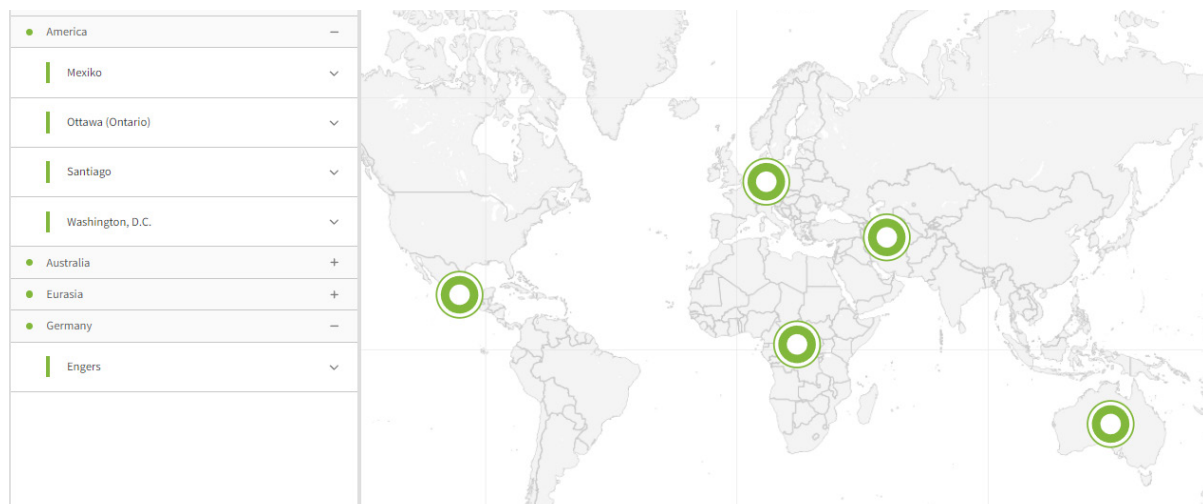 America
Mexiko
Ottawa (Ontario)
Santiago
Washington, D.C.
Australia
Eurasia
Germany
Engers